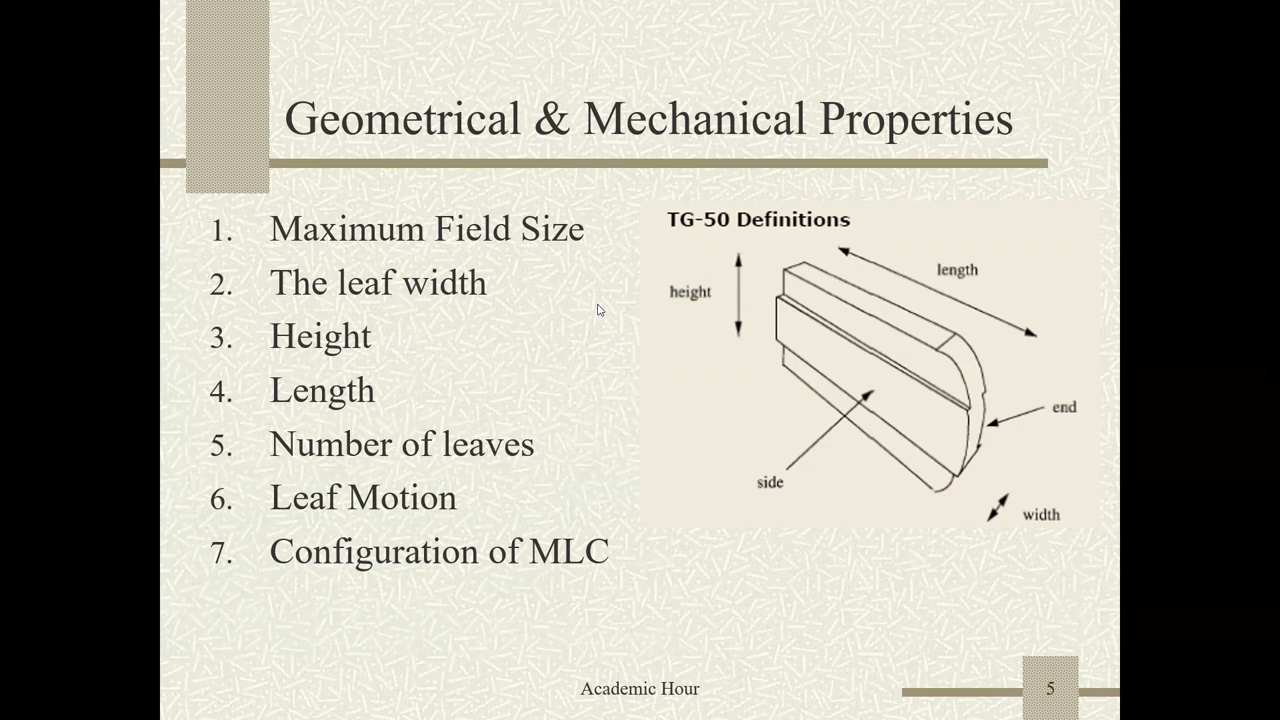 Geometrical & Mechanical Properties
1. Maximum Field Size
2. The leaf width
3. Height
4. Length
5. Number of leaves
6. Leaf Motion
7. Configuration of MLC
TG-50 Definitions
length
height
end
side
width
Academic Hour
5